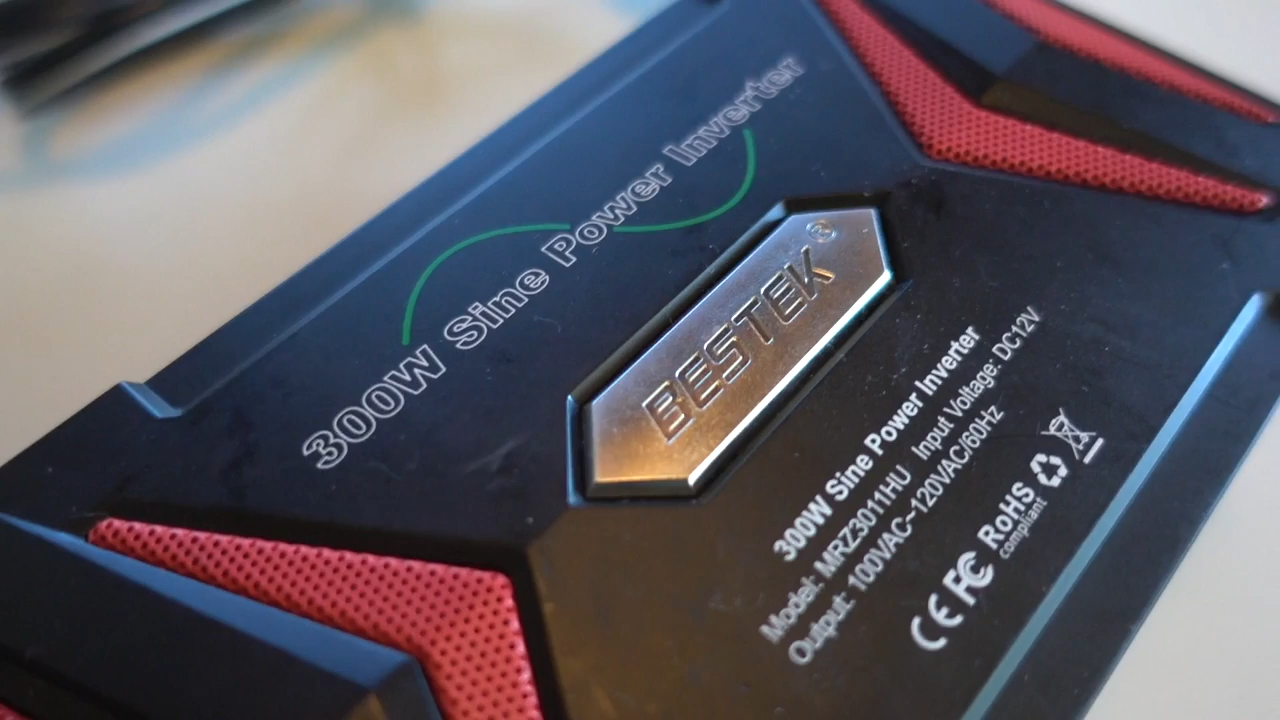 300W Sine Power Inverter
BESTEK®
300W Sine Power Inverter
Model: MRZ3011HU Input Voltage: DC12V
Output: 100VAC~120VAC/60Hz
CE FC RoHS
compliant